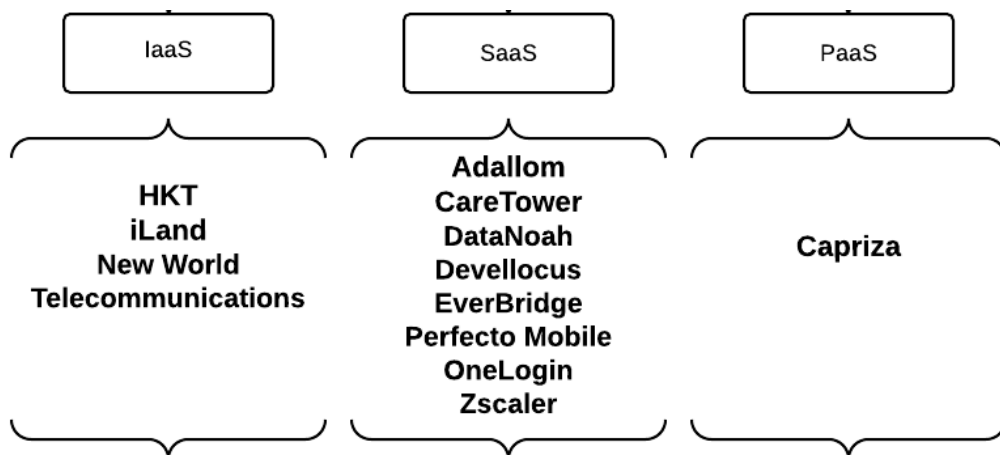 IaaS
HKT
iLand
New World
Telecommunications
SaaS
Adallom
CareTower
DataNoah
Devellocus
EverBridge
Perfecto Mobile
OneLogin
Zscaler
PaaS
Capriza